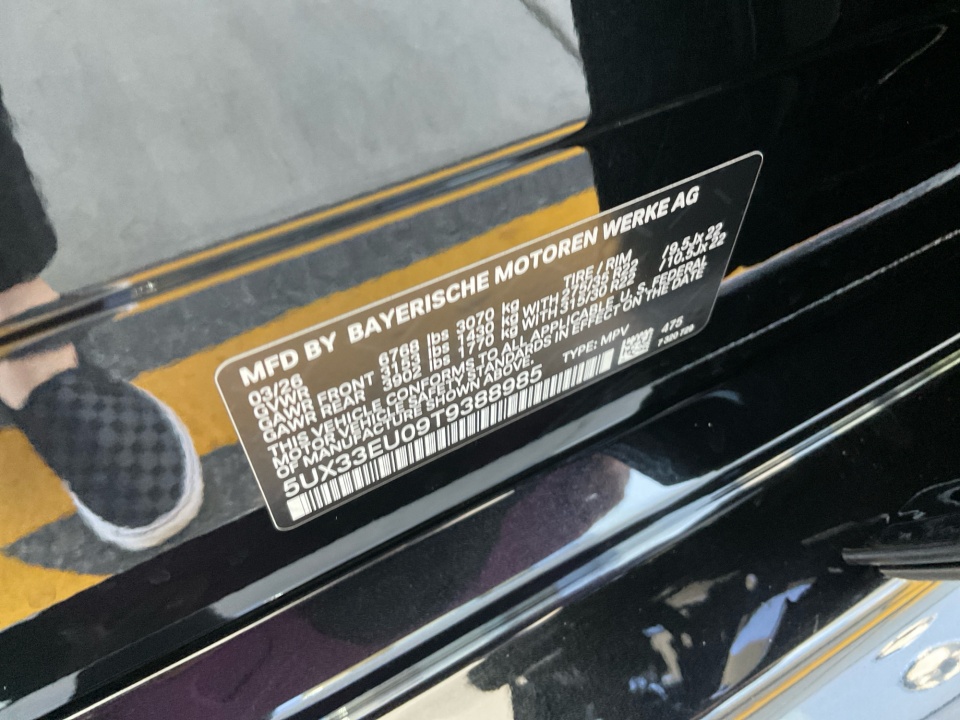 MFD BY BAYERISCHE MOTOREN WERKE AG
03/26
GVWR 6768 lbs 3070 kg TIRE / RIM
GAWR FRONT 3153 lbs 1430 kg WITH 275/35 R22 /9.5Jx22
GAWR REAR 3902 lbs 1770 kg WITH 315/30 R22 /10.5Jx22
THIS VEHICLE CONFORMS TO ALL APPLICABLE U. S. FEDERAL
MOTOR VEHICLE SAFETY STANDARDS IN EFFECT ON THE DATE
OF MANUFACTURE SHOWN ABOVE.
5UX33EU09T9388985 TYPE: MPV 475